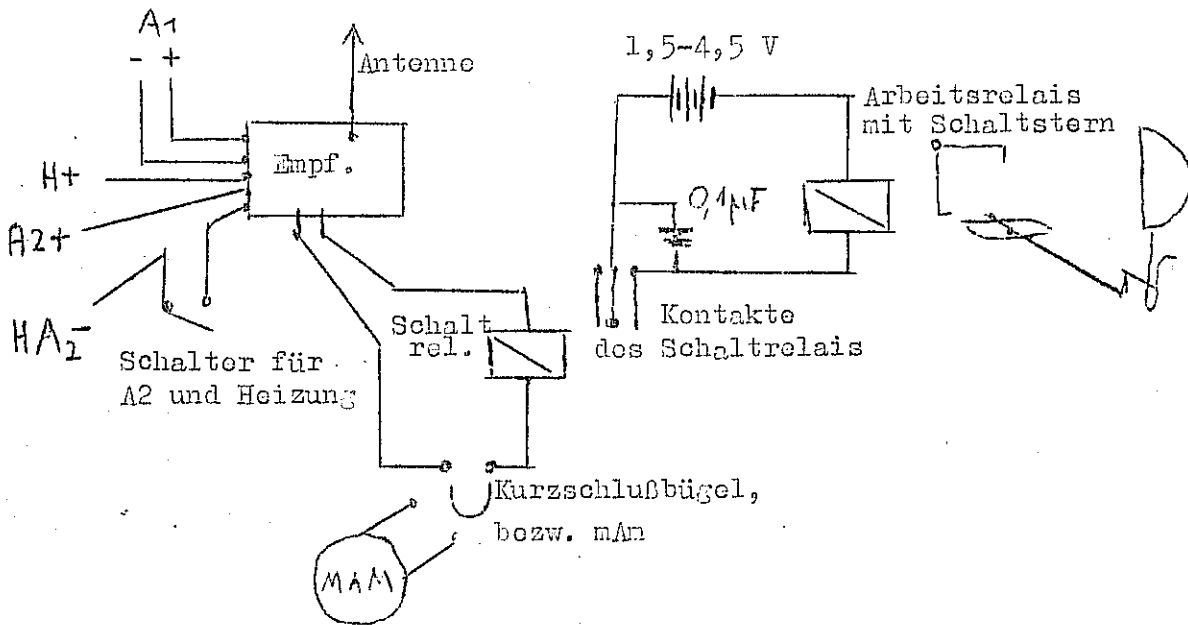 A1
- +
Antenne
Empf.
H+
A2+
HA2-
Schalter für
A2 und Heizung
Schalt
rel.
Kurzschlußbügel,
bezw. mAm
MAM
1,5-4,5 V
0,1µF
Arbeitsrelais
mit Schaltstern
Kontakte
des Schaltrelais